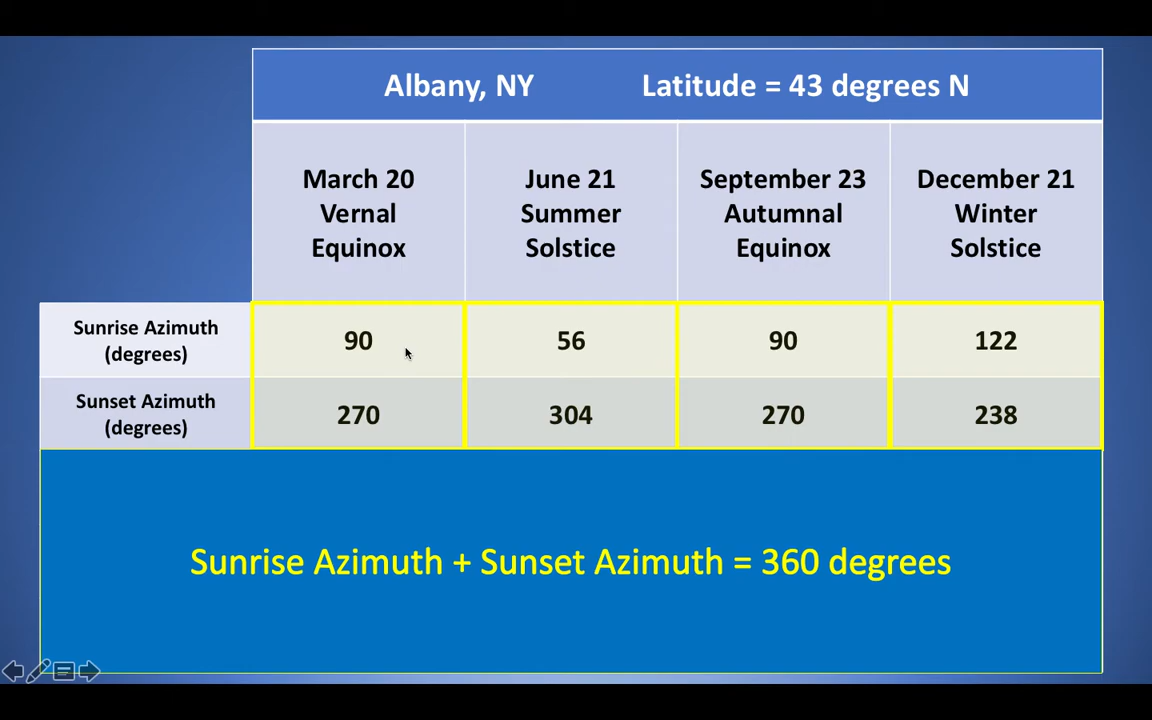 Albany, NY Latitude = 43 degrees N
March 20 Vernal Equinox
June 21 Summer Solstice
September 23 Autumnal Equinox
December 21 Winter Solstice
Sunrise Azimuth (degrees) 90 56 90 122
Sunset Azimuth (degrees) 270 304 270 238
Sunrise Azimuth + Sunset Azimuth = 360 degrees